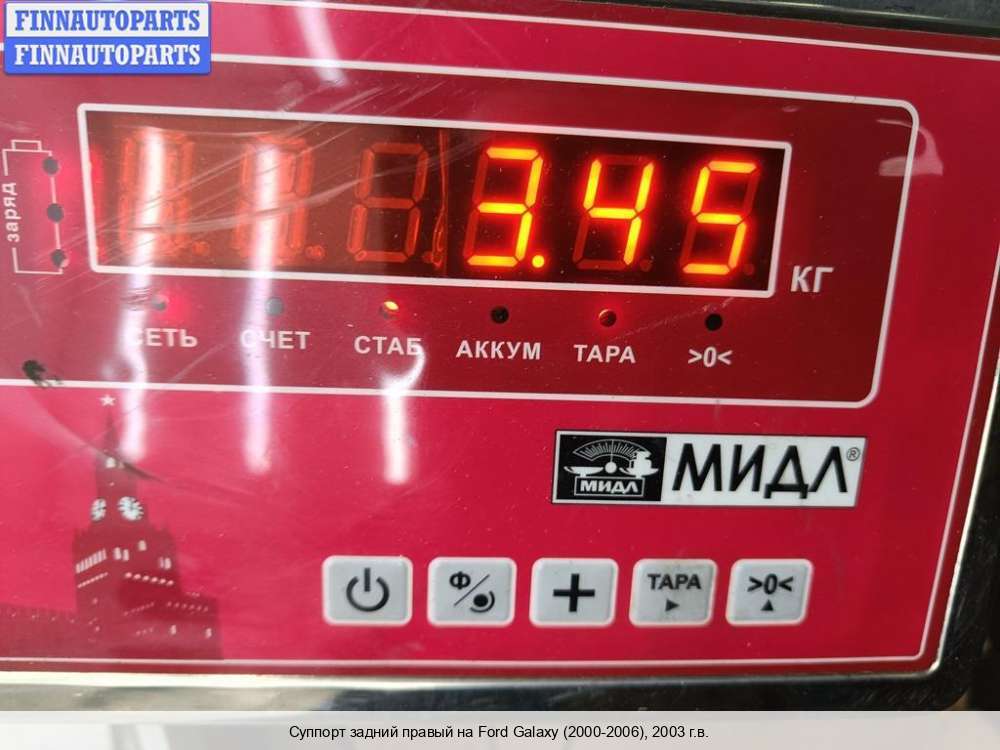 FINNAUTOPARTS
FINNAUTOPARTS
заряд
3.45
КГ
СЕТЬ СЧЕТ СТАБ АККУМ ТАРА >0<
МИДЛ МИДЛ®
Ф ТАРА >0<
Суппорт задний правый на Ford Galaxy (2000-2006), 2003 г.в.